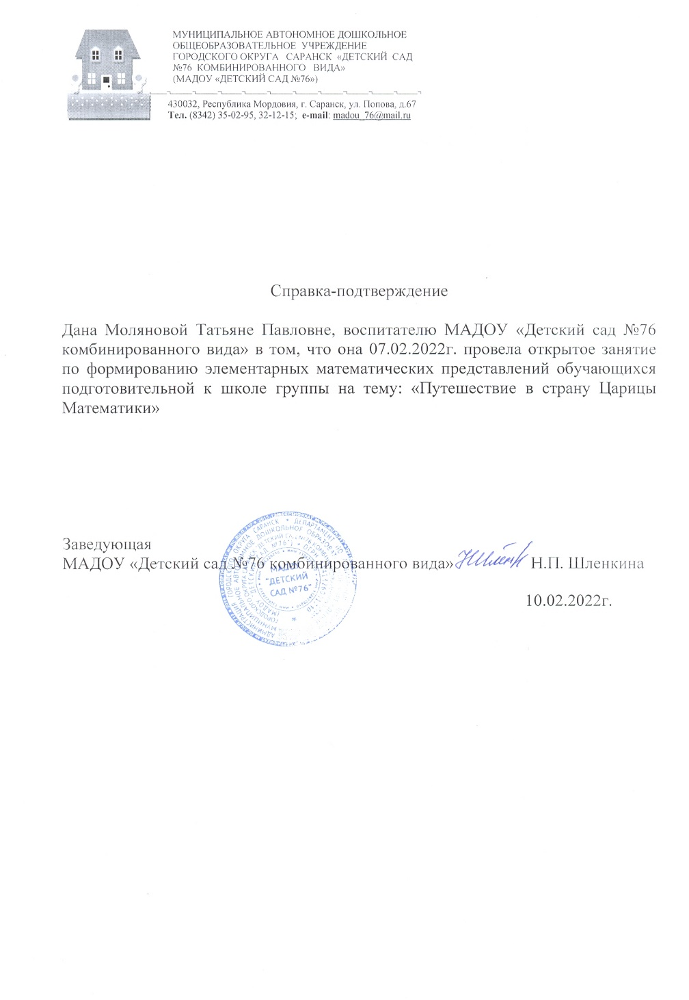 МУНИЦИПАЛЬНОЕ АВТОНОМНОЕ ДОШКОЛЬНОЕ
ОБЩЕОБРАЗОВАТЕЛЬНОЕ УЧРЕЖДЕНИЕ
ГОРОДСКОГО ОКРУГА САРАНСК «ДЕТСКИЙ САД
№76 КОМБИНИРОВАННОГО ВИДА»
(МАДОУ «ДЕТСКИЙ САД №76»)
430032, Республика Мордовия, г. Саранск, ул. Попова, д.67
Тел. (8342) 35-02-95, 32-12-15; e-mail: madou_76@mail.ru
Справка-подтверждение
Дана Моляновой Татьяне Павловне, воспитателю МАДОУ «Детский сад №76
комбинированного вида» в том, что она 07.02.2022г. провела открытое занятие
по формированию элементарных математических представлений обучающихся
подготовительной к школе группы на тему: «Путешествие в страну Царицы
Математики»
Заведующая
МАДОУ «Детский сад №76 комбинированного вида» Н.П. Шленкина
10.02.2022г.
МАДОУ
"ДЕТСКИЙ
САД №76"